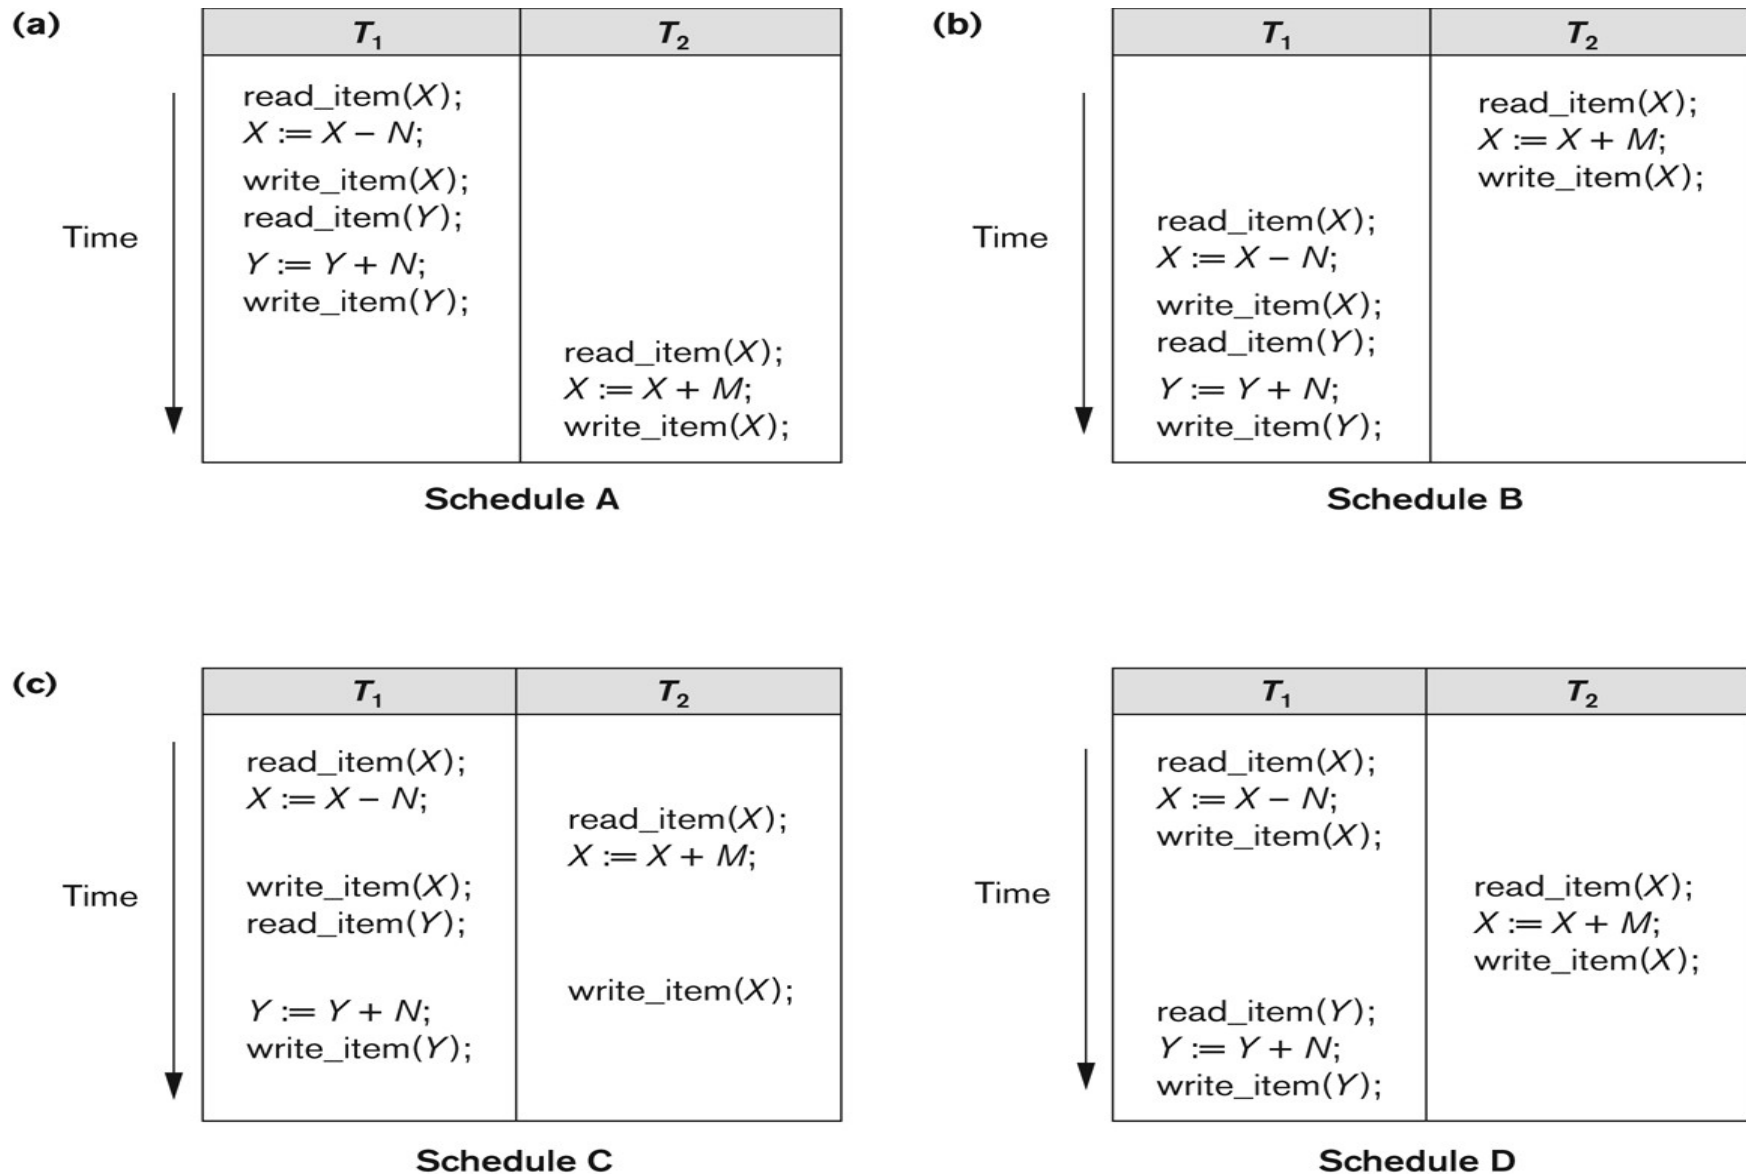 (a)
T1 T2
read_item(X);
X := X – N;
write_item(X);
read_item(Y);
Time
Y := Y + N;
write_item(Y);
read_item(X);
X := X + M;
write_item(X);
Schedule A
(b)
T1 T2
read_item(X);
X := X + M;
write_item(X);
read_item(X);
Time
X := X – N;
write_item(X);
read_item(Y);
Y := Y + N;
write_item(Y);
Schedule B
(c)
T1 T2
read_item(X);
X := X – N;
read_item(X);
X := X + M;
Time
write_item(X);
read_item(Y);
write_item(X);
Y := Y + N;
write_item(Y);
Schedule C
T1 T2
read_item(X);
X := X – N;
write_item(X);
Time
read_item(X);
X := X + M;
write_item(X);
read_item(Y);
Y := Y + N;
write_item(Y);
Schedule D